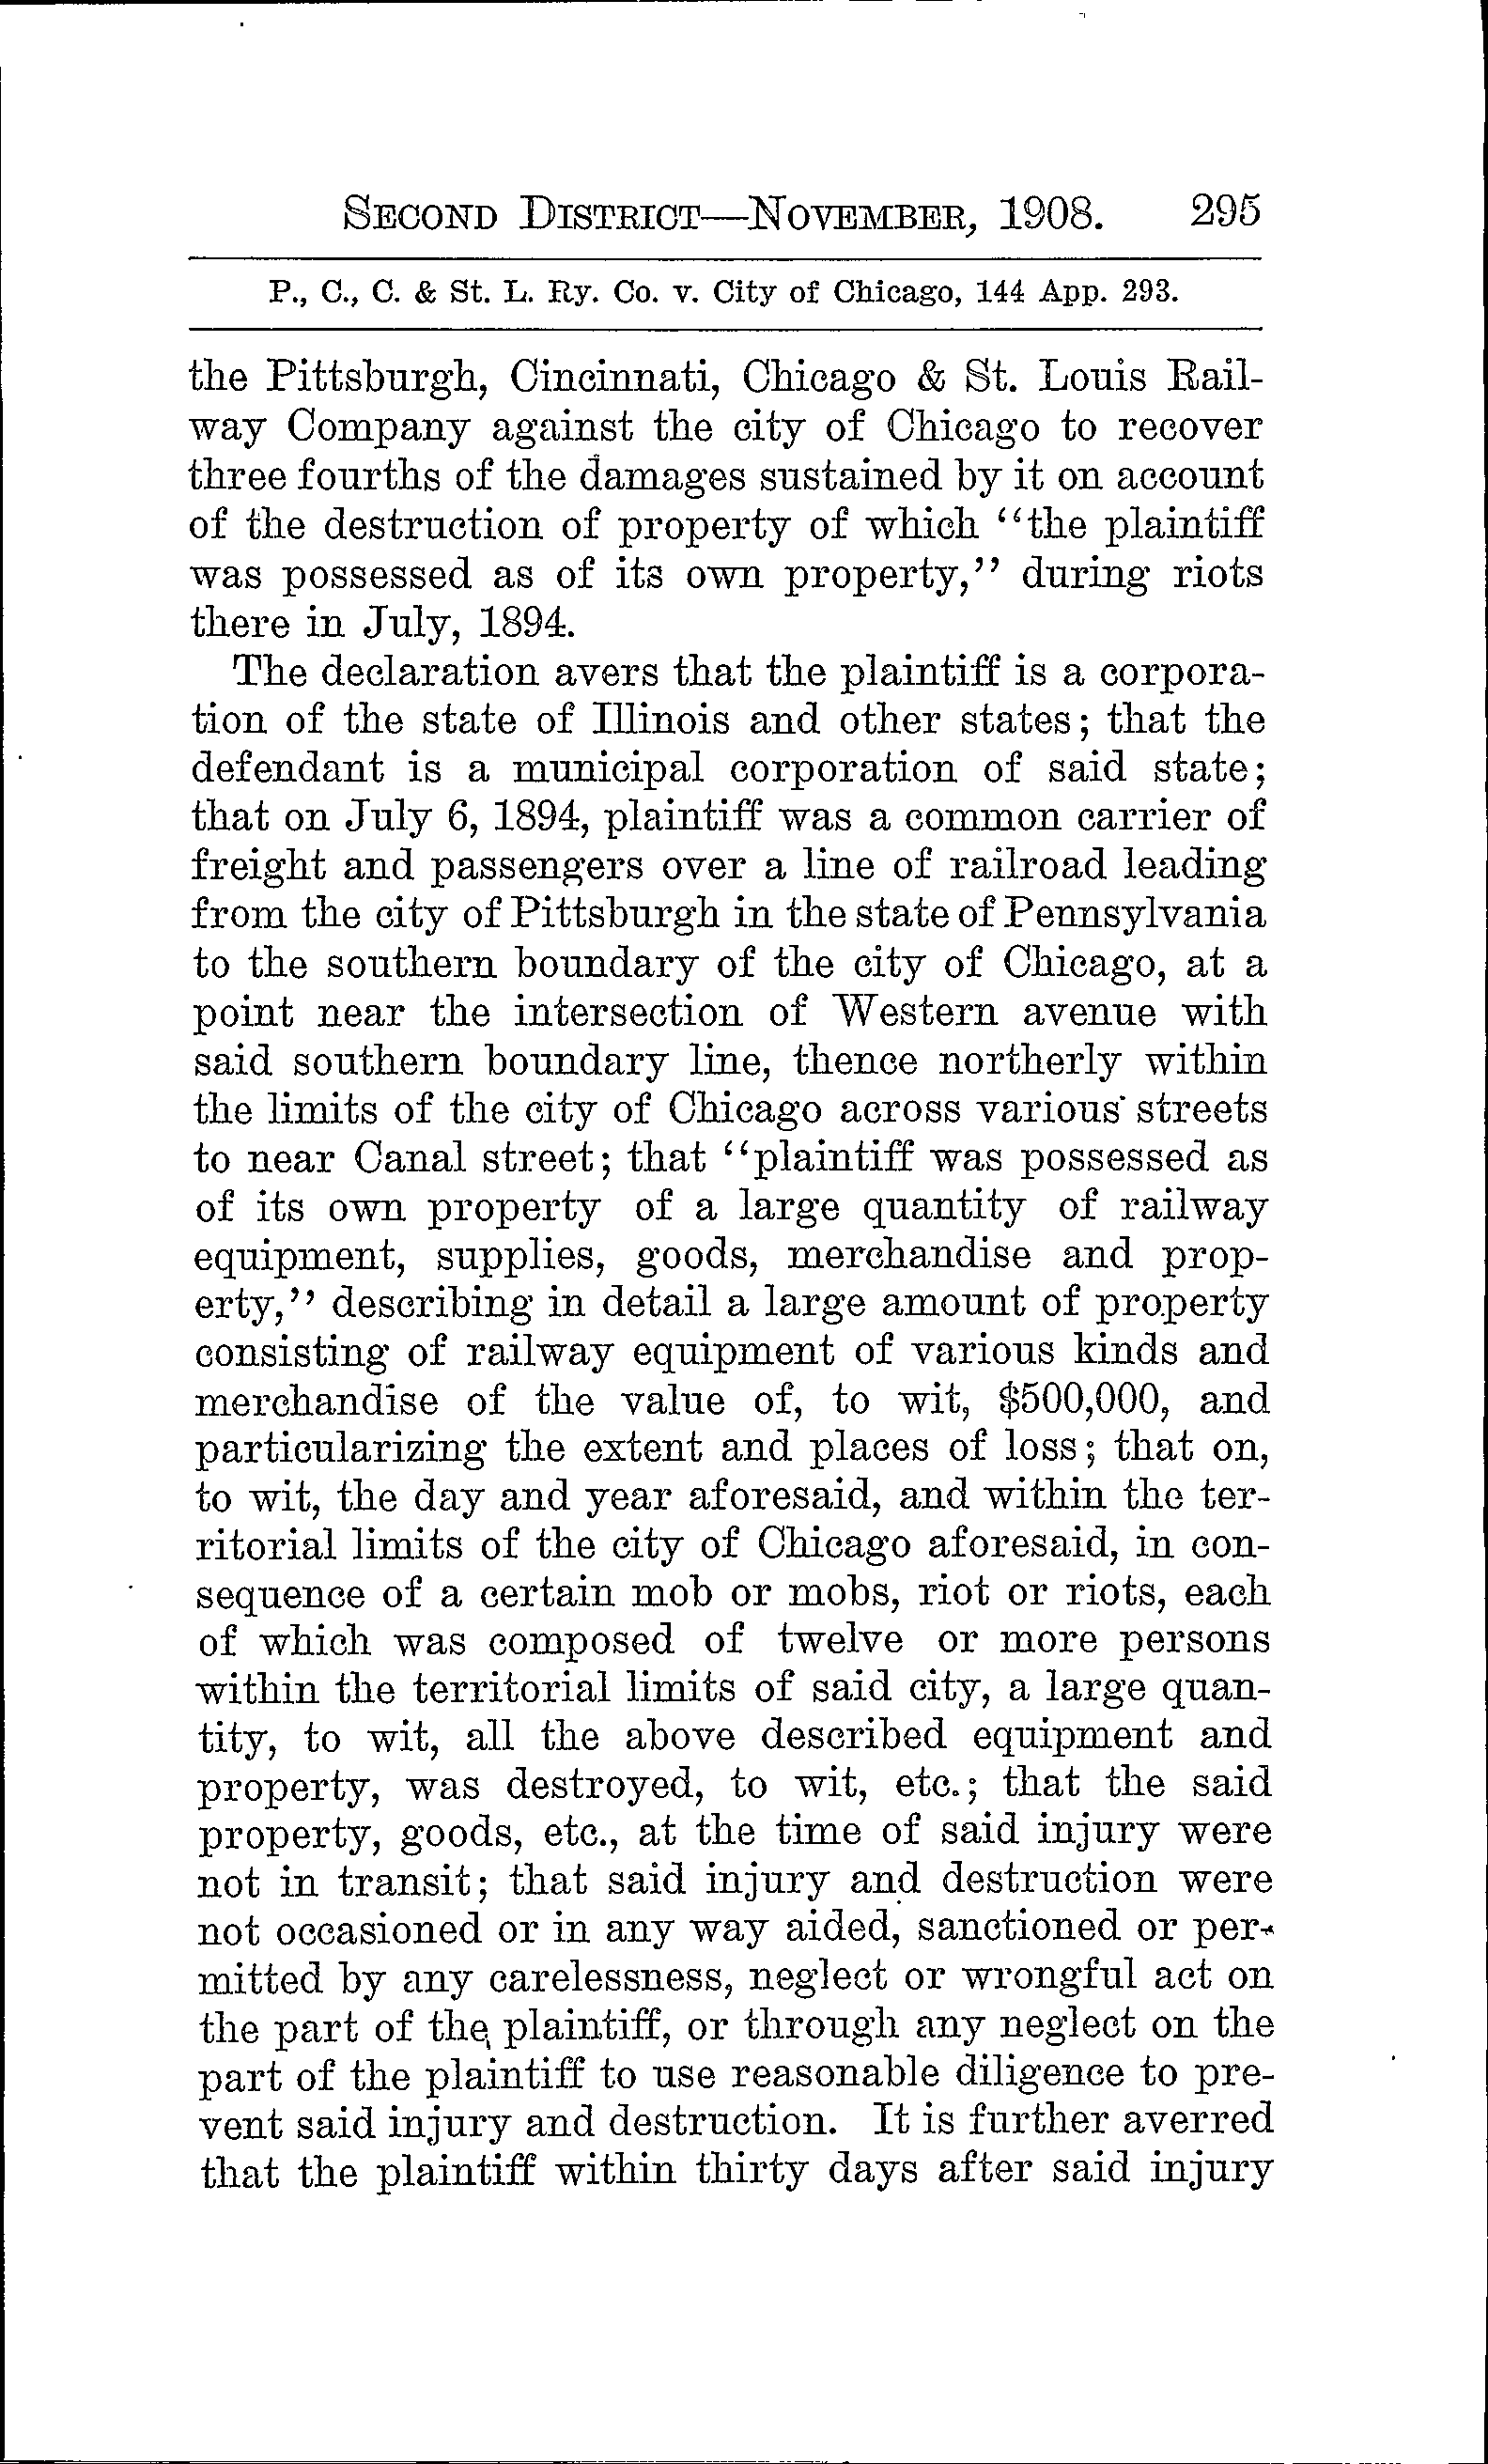 SECOND DISTRICT—NOVEMBER, 1908. 295
P., C., C. & St. L. Ry. Co. v. City of Chicago, 144 App. 293.
the Pittsburgh, Cincinnati, Chicago & St. Louis Rail-
way Company against the city of Chicago to recover
three fourths of the damages sustained by it on account
of the destruction of property of which "the plaintiff
was possessed as of its own property," during riots
there in July, 1894.
The declaration avers that the plaintiff is a corpora-
tion of the state of Illinois and other states; that the
defendant is a municipal corporation of said state;
that on July 6, 1894, plaintiff was a common carrier of
freight and passengers over a line of railroad leading
from the city of Pittsburgh in the state of Pennsylvania
to the southern boundary of the city of Chicago, at a
point near the intersection of Western avenue with
said southern boundary line, thence northerly within
the limits of the city of Chicago across various streets
to near Canal street; that "plaintiff was possessed as
of its own property of a large quantity of railway
equipment, supplies, goods, merchandise and prop-
erty," describing in detail a large amount of property
consisting of railway equipment of various kinds and
merchandise of the value of, to wit, $500,000, and
particularizing the extent and places of loss; that on,
to wit, the day and year aforesaid, and within the ter-
ritorial limits of the city of Chicago aforesaid, in con-
sequence of a certain mob or mobs, riot or riots, each
of which was composed of twelve or more persons
within the territorial limits of said city, a large quan-
tity, to wit, all the above described equipment and
property, was destroyed, to wit, etc.; that the said
property, goods, etc., at the time of said injury were
not in transit; that said injury and destruction were
not occasioned or in any way aided, sanctioned or per-
mitted by any carelessness, neglect or wrongful act on
the part of the plaintiff, or through any neglect on the
part of the plaintiff to use reasonable diligence to pre-
vent said injury and destruction. It is further averred
that the plaintiff within thirty days after said injury